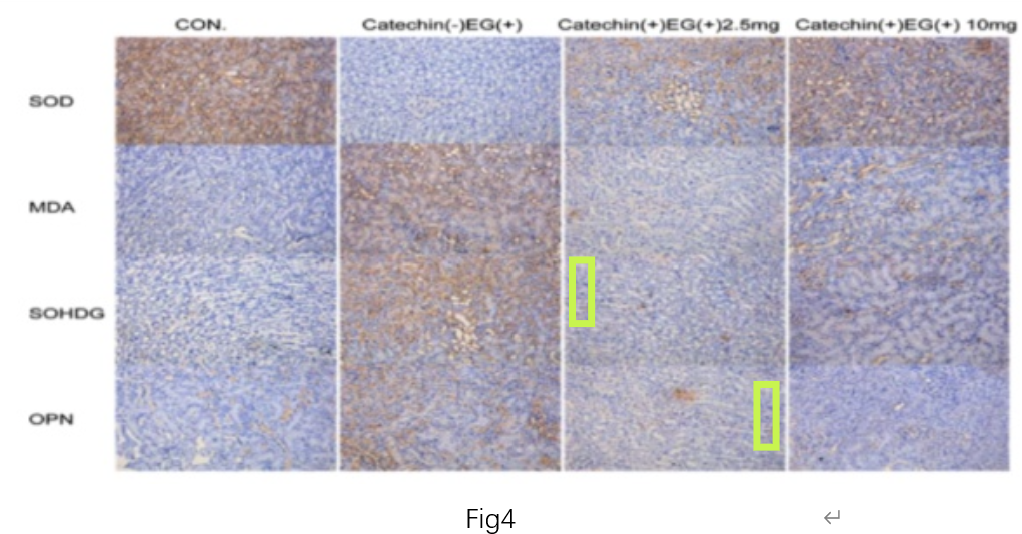 CON. Catechin(-)EG(+) Catechin(+)EG(+)2.5mg Catechin(+)EG(+) 10mg
SOD
MDA
SOHDG
OPN
Fig4 ↵